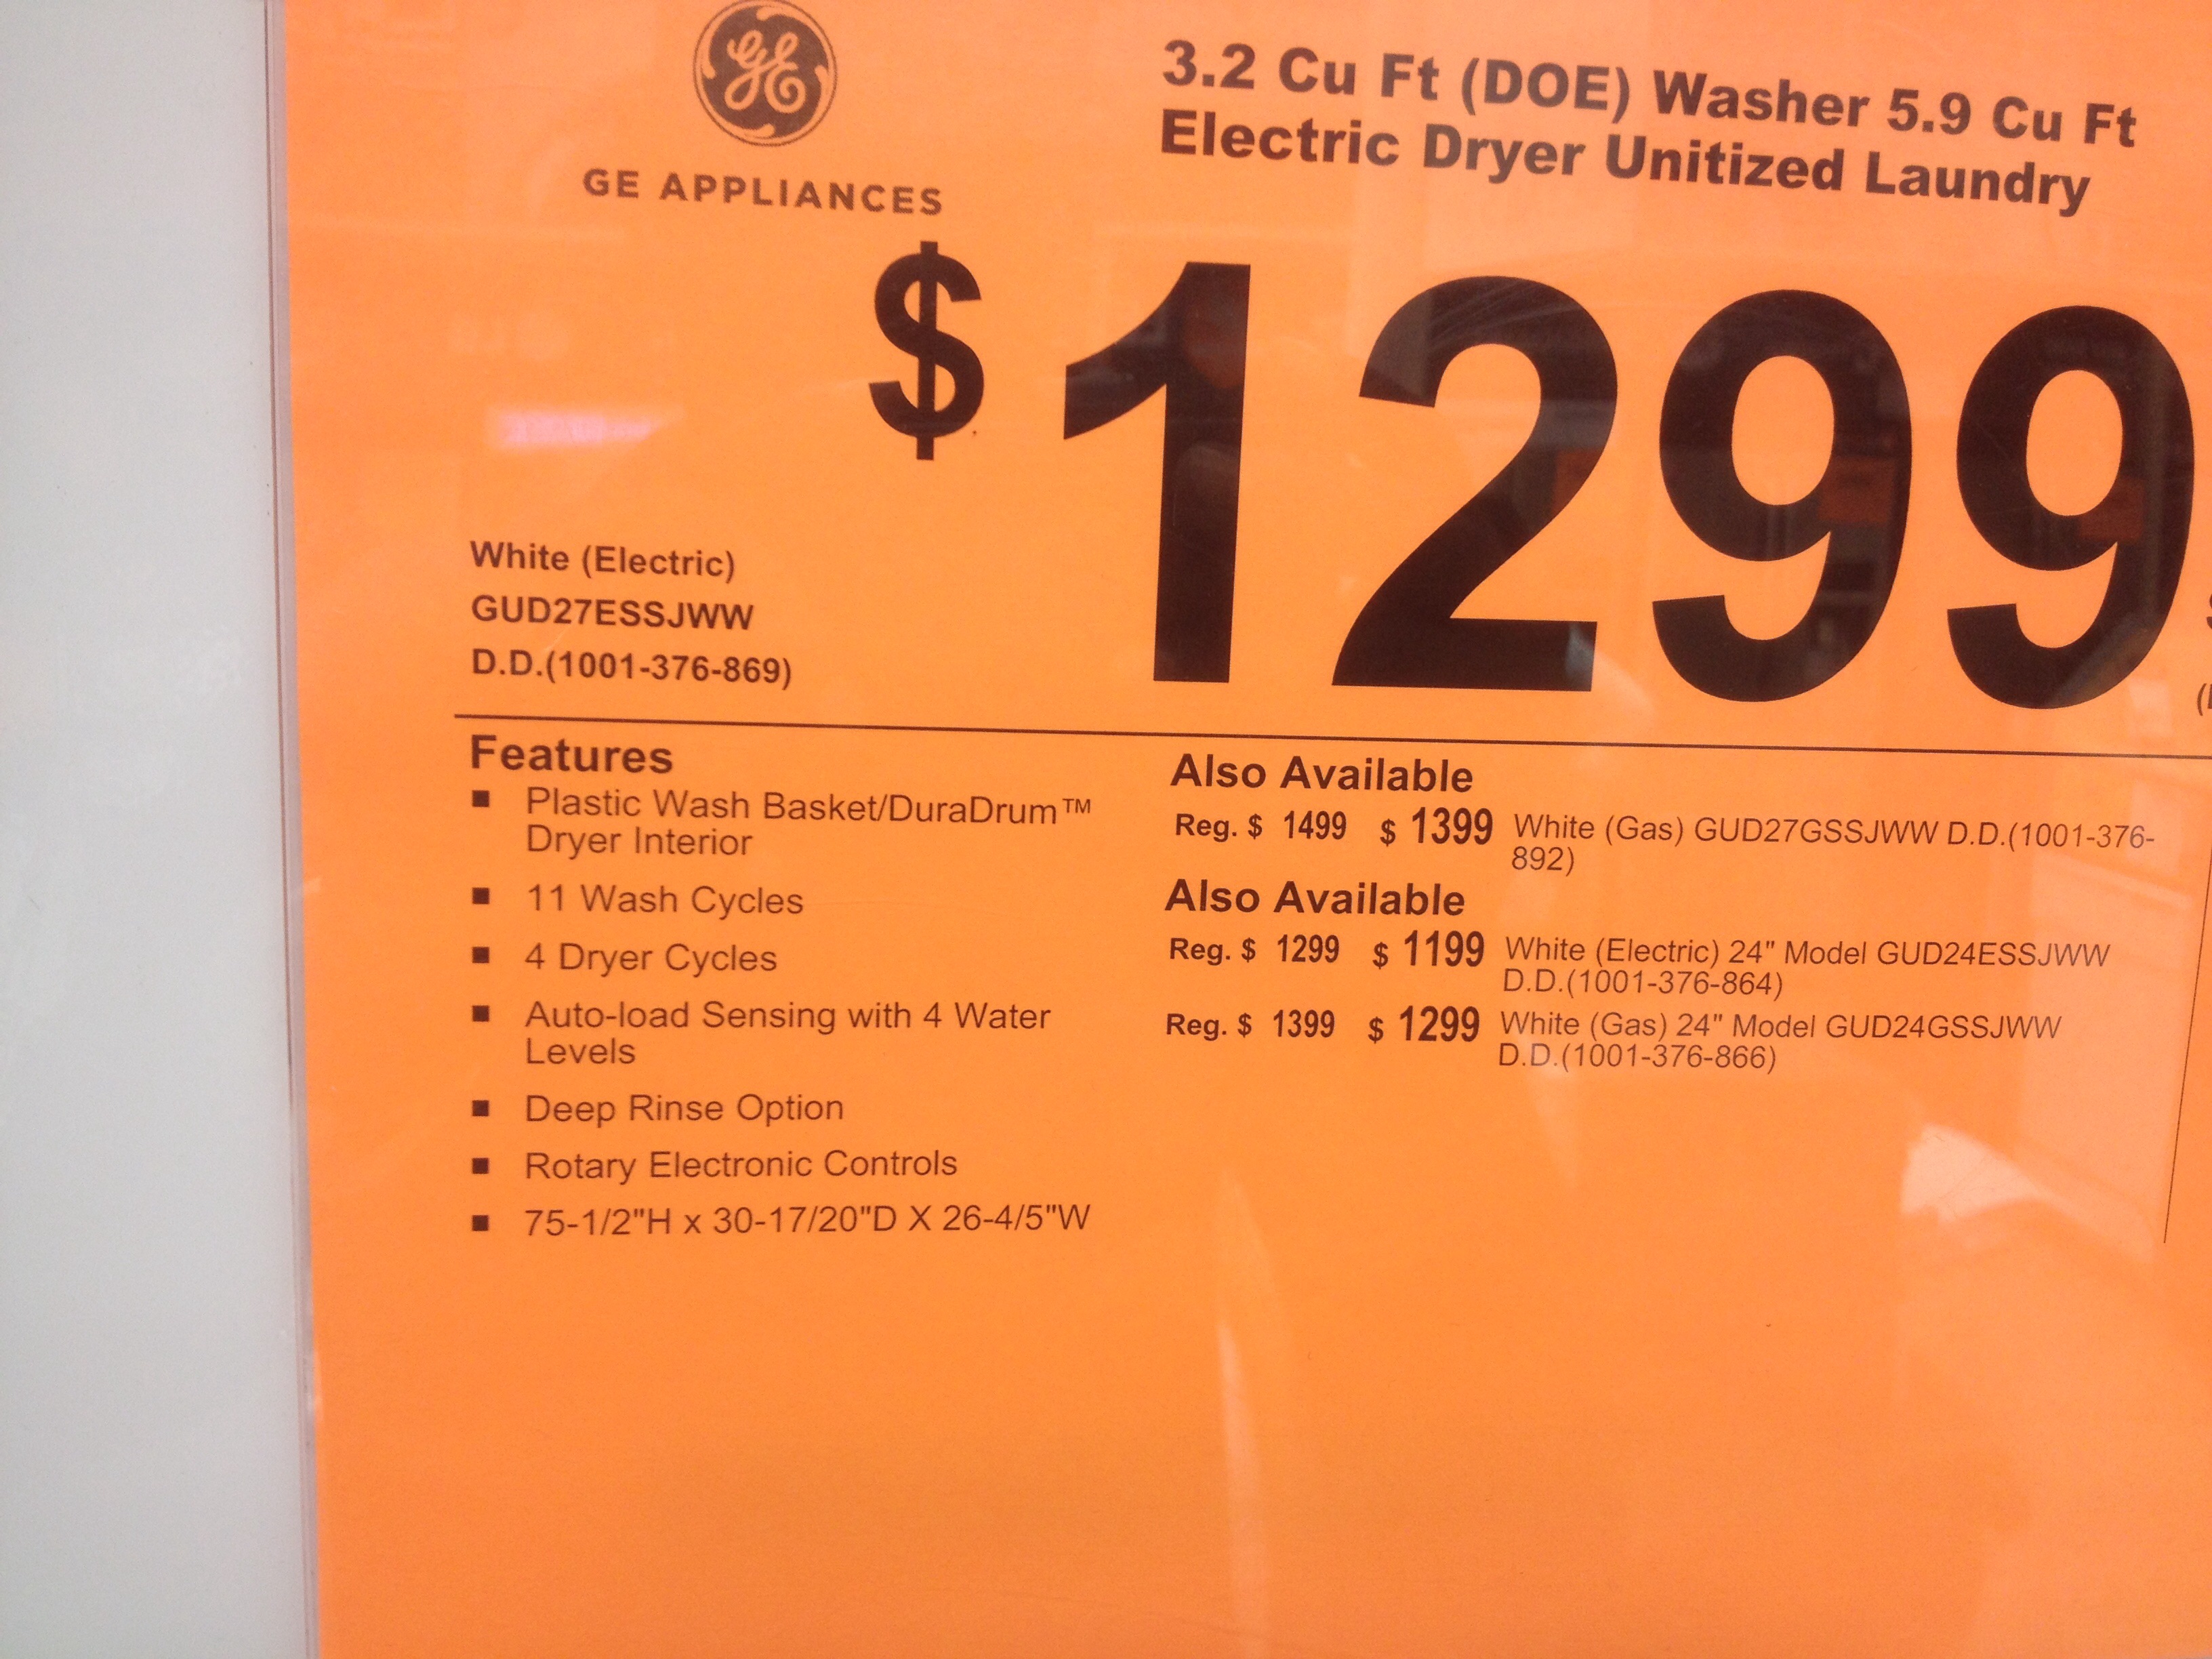 GE
GE APPLIANCES
3.2 Cu Ft (DOE) Washer 5.9 Cu Ft
Electric Dryer Unitized Laundry
$ 1299
White (Electric)
GUD27ESSJWW
D.D.(1001-376-869)
Features
▪ Plastic Wash Basket/DuraDrum™
Dryer Interior
▪ 11 Wash Cycles
▪ 4 Dryer Cycles
▪ Auto-load Sensing with 4 Water
Levels
▪ Deep Rinse Option
▪ Rotary Electronic Controls
▪ 75-1/2"H x 30-17/20"D X 26-4/5"W
Also Available
Reg. $ 1499 $ 1399 White (Gas) GUD27GSSJWW D.D.(1001-376-
892)
Also Available
Reg. $ 1299 $ 1199 White (Electric) 24" Model GUD24ESSJWW
D.D.(1001-376-864)
Reg. $ 1399 $ 1299 White (Gas) 24" Model GUD24GSSJWW
D.D.(1001-376-866)